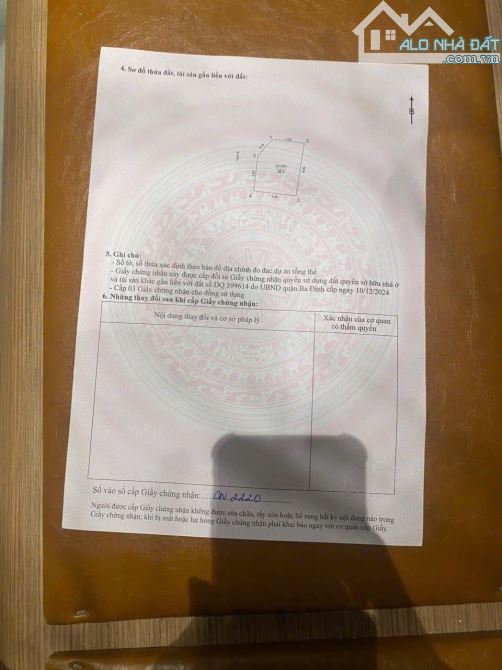 ALO NHÀ ĐẤT
.com.vn
4. Sơ đồ thửa đất, tài sản gắn liền với đất:
5. Ghi chú:
- Số tờ, số thửa xác định theo bản đồ địa chính đo đạc dự án tổng thể.
- Giấy chứng nhận này được cấp đổi từ Giấy chứng nhận quyền sử dụng đất quyền sở hữu nhà ở
và tài sản khác gắn liền với đất số DQ 399614 do UBND quận Ba Đình cấp ngày 10/12/2024
- Cấp 03 Giấy chứng nhận cho đồng sử dụng
6. Những thay đổi sau khi cấp Giấy chứng nhận:
Nội dung thay đổi và cơ sở pháp lý
Xác nhận của cơ quan
có thẩm quyền
Số vào sổ cấp Giấy chứng nhận: CN 2220
Người được cấp Giấy chứng nhận không được sửa chữa, tẩy xóa hoặc bổ sung bất kỳ nội dung nào trong
Giấy chứng nhận; khi bị mất hoặc hư hỏng Giấy chứng nhận phải khai báo ngay với cơ quan cấp Giấy.